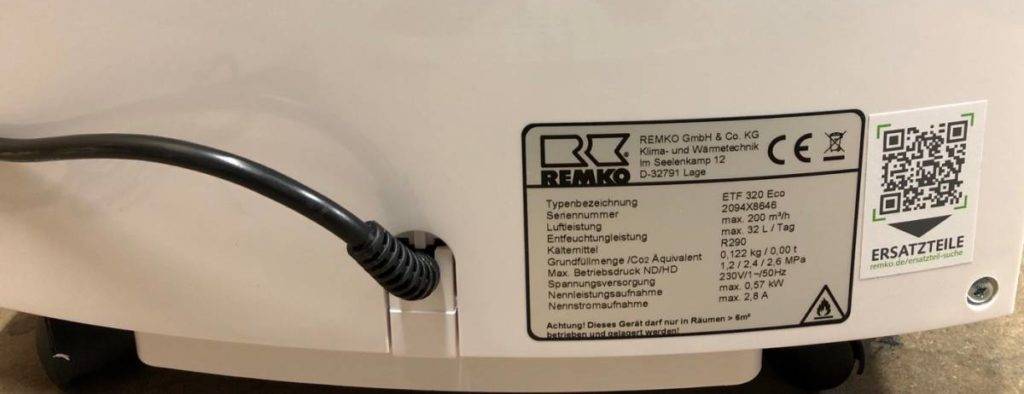 REMKO
REMKO GmbH & Co. KG
Klima- und Wärmetechnik
Im Seelenkamp 12
D-32791 Lage
CE
Typenbezeichnung ETF 320 Eco
Seriennummer 2094X8646
Luftleistung max. 200 m³/h
Entfeuchtungleistung max. 32 L / Tag
Kältemittel R290
Grundfüllmenge /Co2 Äquivalent 0,122 kg / 0,00 t
Max. Betriebsdruck ND/HD 1,2 / 2,4 / 2,6 MPa
Spannungsversorgung 230V/1~/50Hz
Nennleistungsaufnahme max. 0,57 kW
Nennstromaufnahme max. 2,8 A
Achtung! Dieses Gerät darf nur in Räumen > 6m²
betrieben und gelagert werden!
ERSATZTEILE
remko.de/ersatzteil-suche